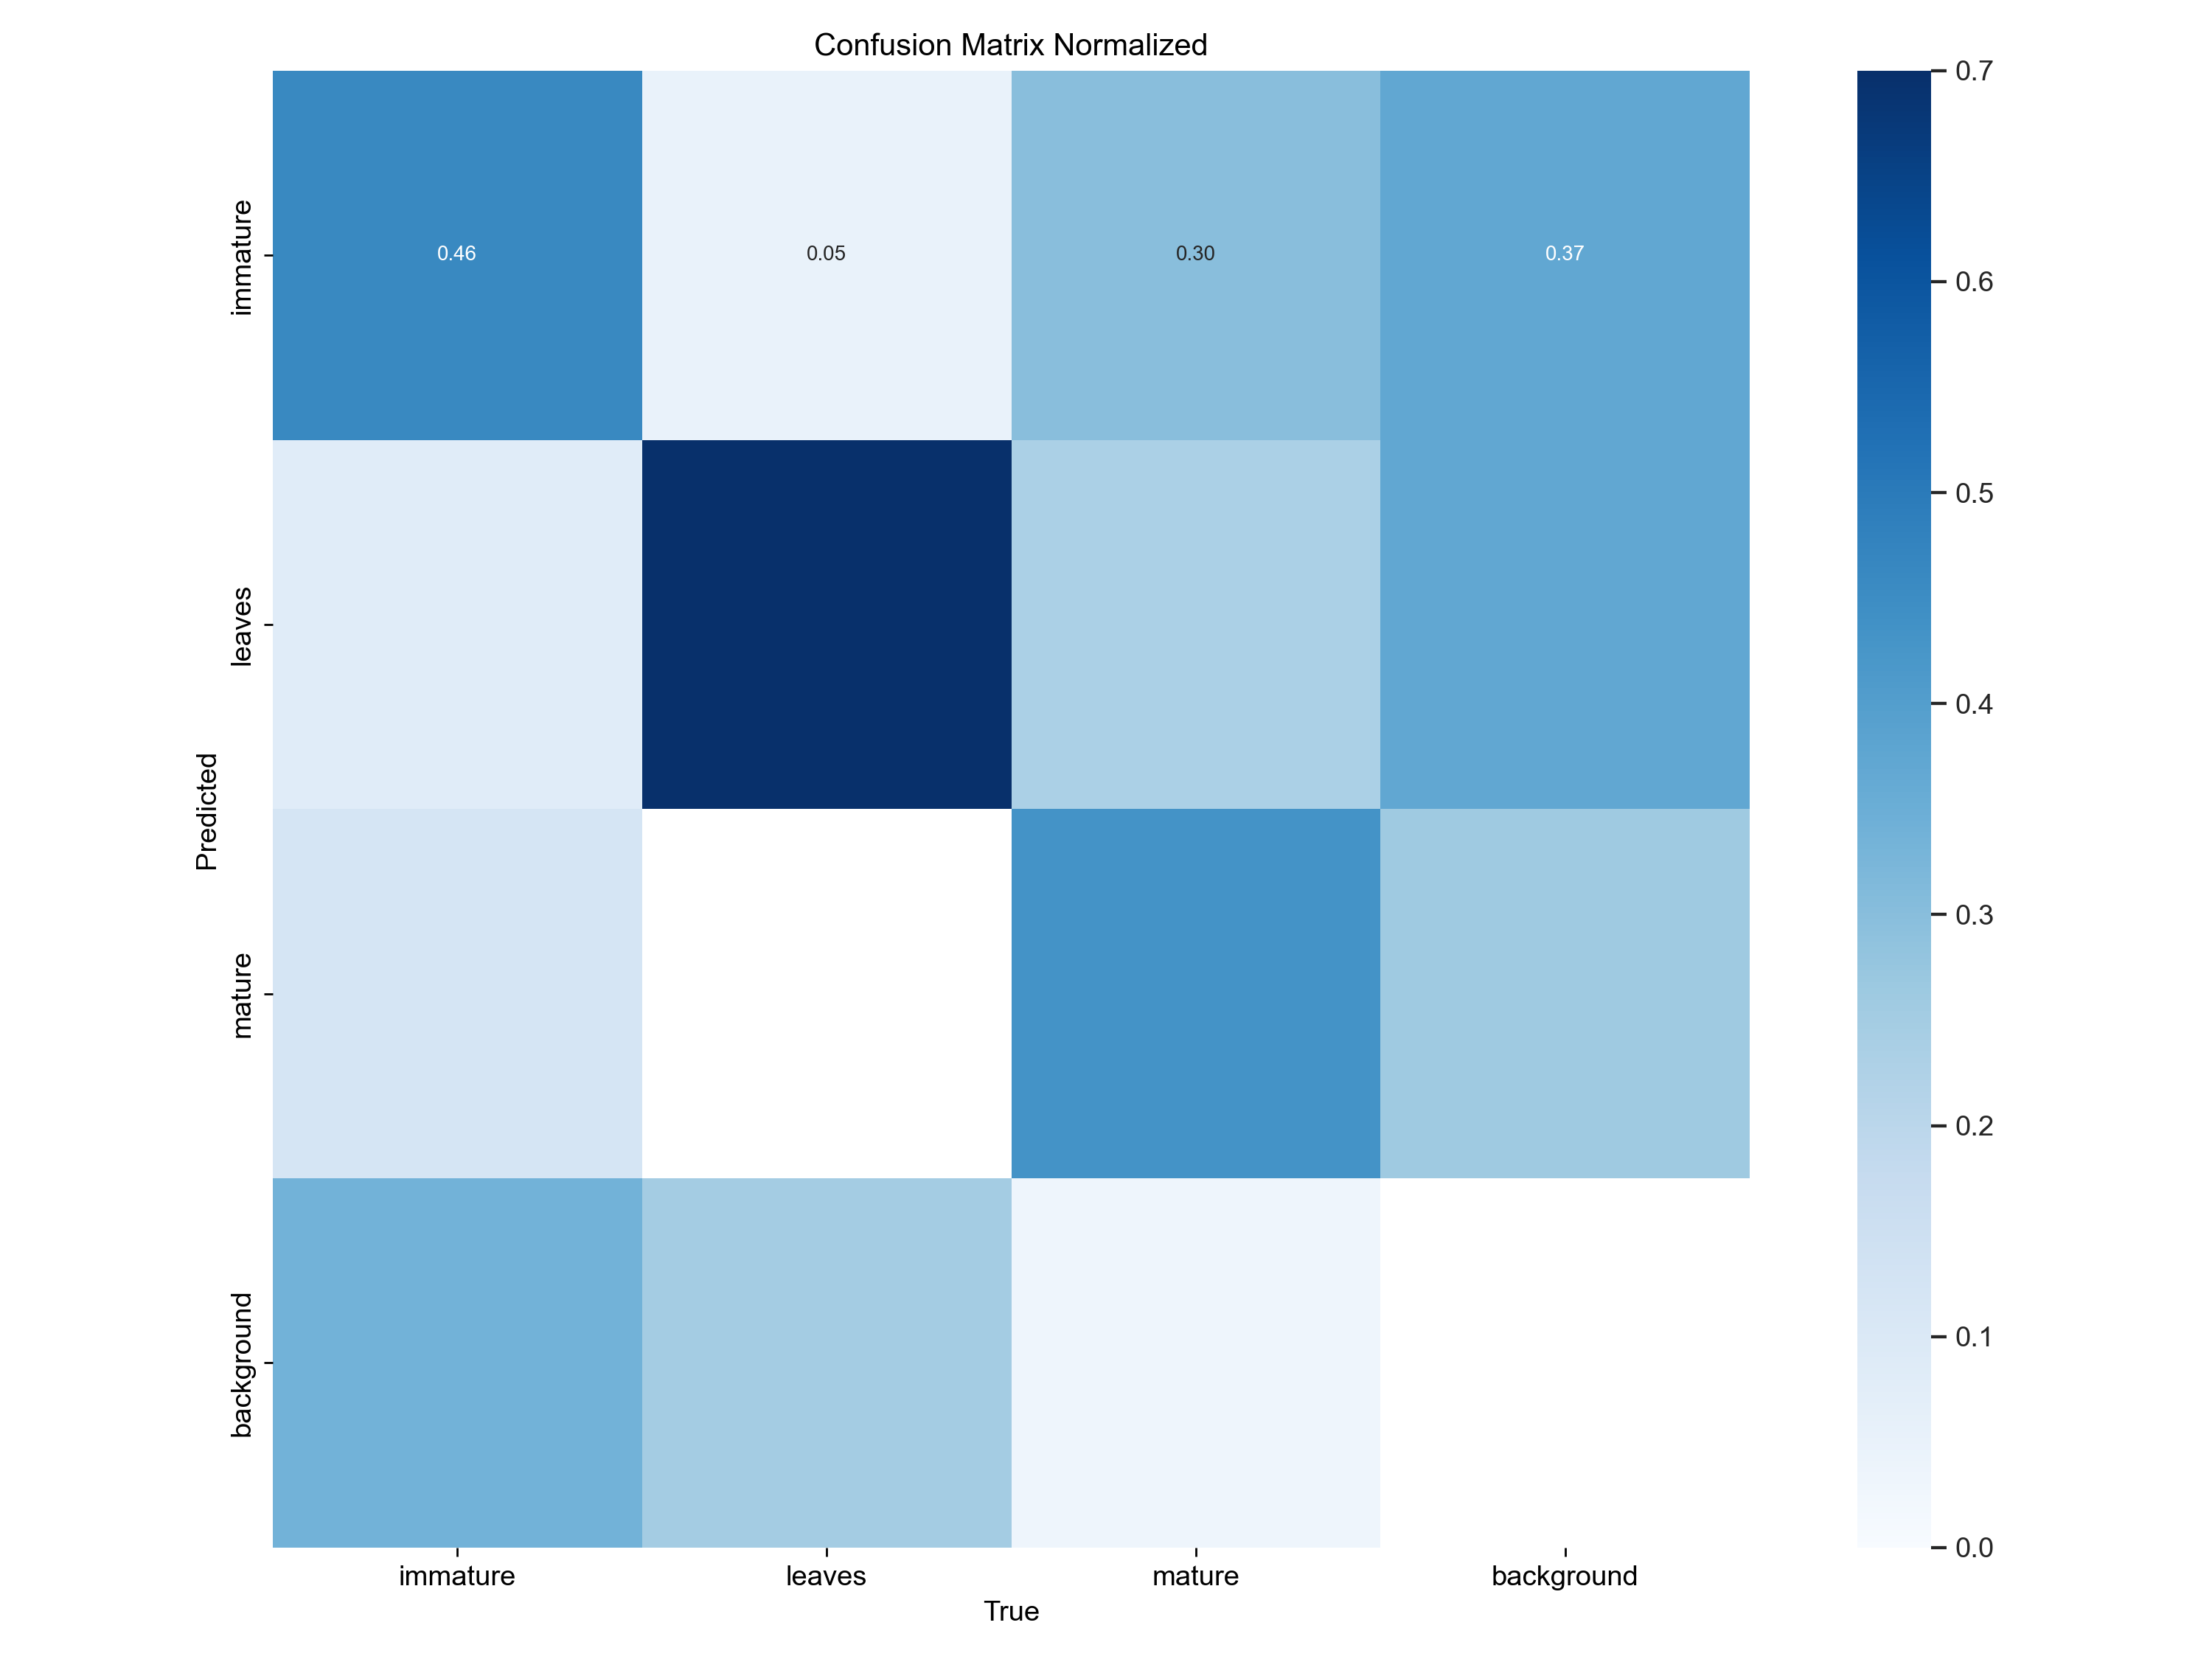 Confusion Matrix Normalized
immature
0.46 0.05 0.30 0.37
leaves
mature
background
Predicted
immature leaves mature background
True
0.7
0.6
0.5
0.4
0.3
0.2
0.1
0.0